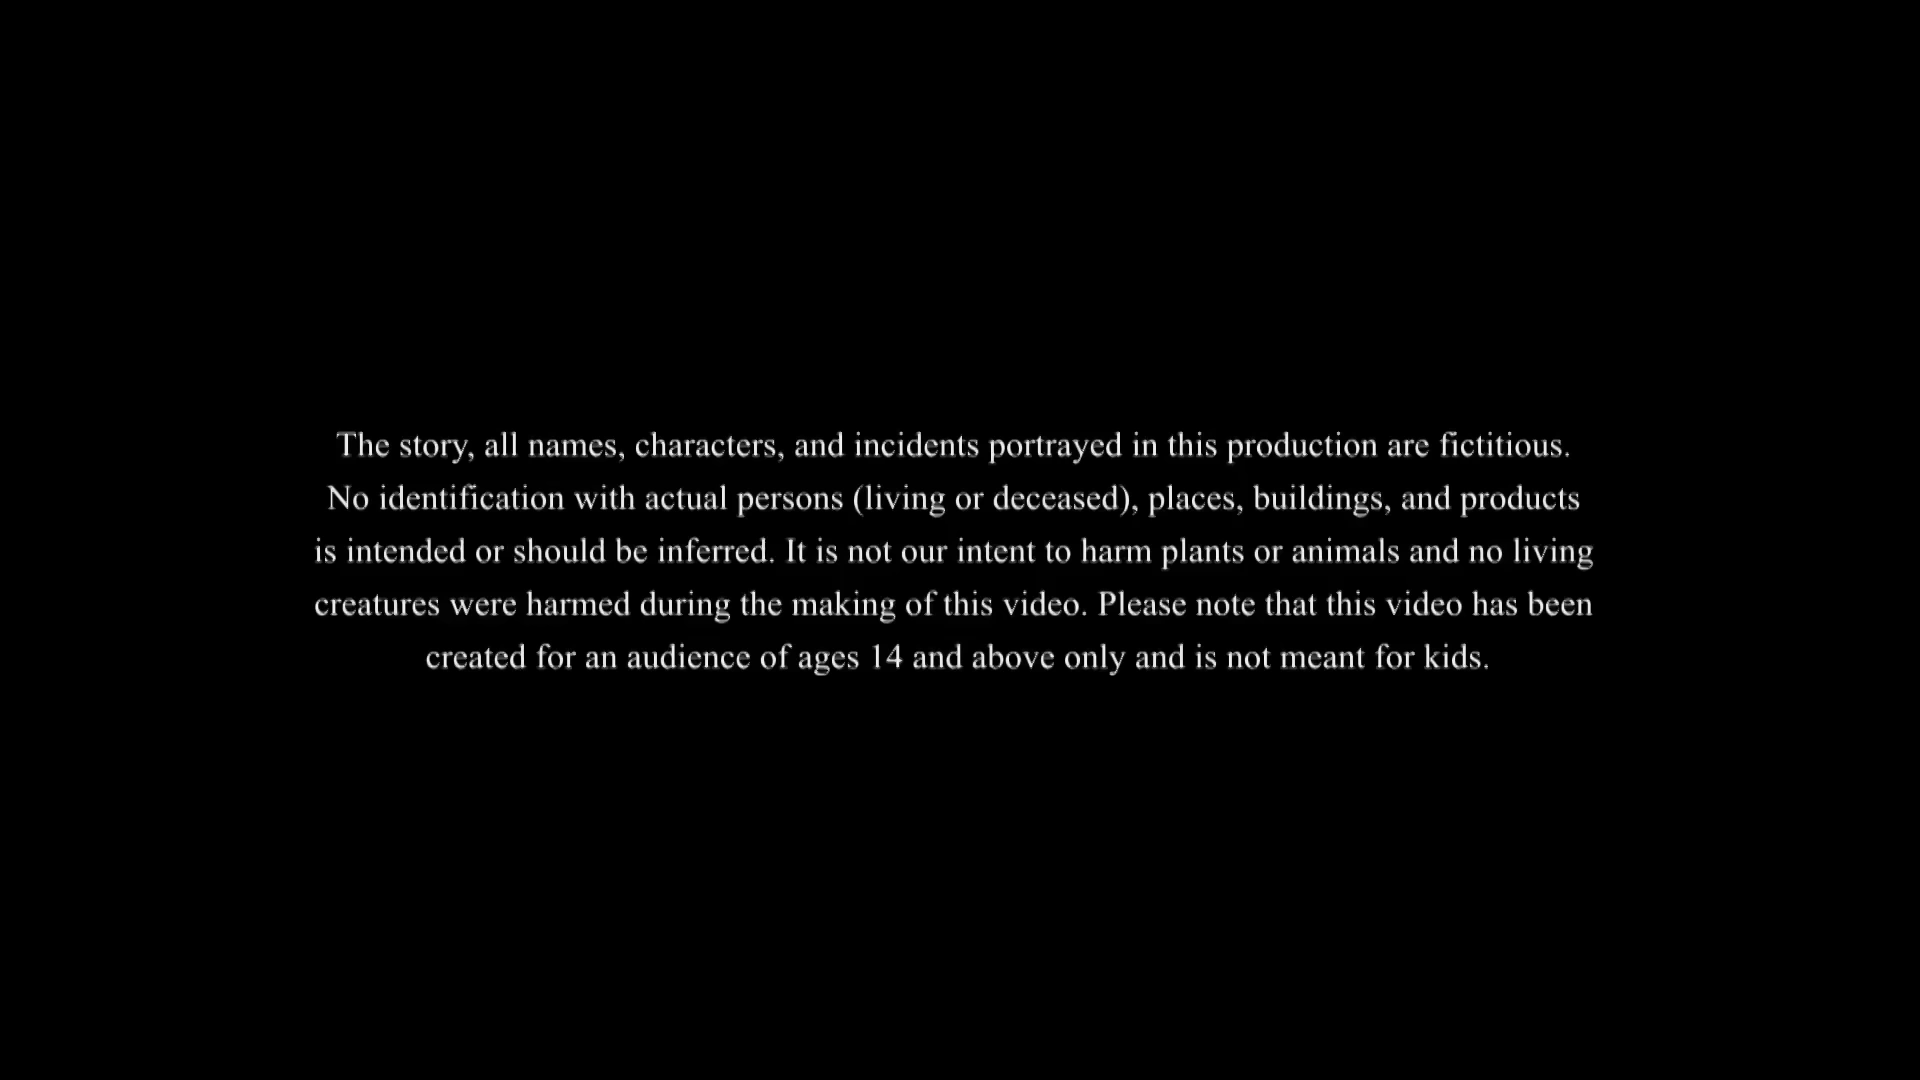 The story, all names, characters, and incidents portrayed in this production are fictitious.
No identification with actual persons (living or deceased), places, buildings, and products
is intended or should be inferred. It is not our intent to harm plants or animals and no living
creatures were harmed during the making of this video. Please note that this video has been
created for an audience of ages 14 and above only and is not meant for kids.